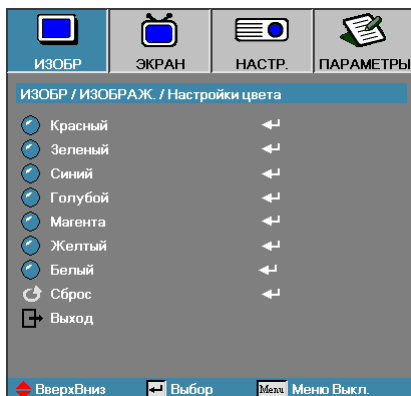 ИЗОБР ЭКРАН НАСТР. ПАРАМЕТРЫ
ИЗОБР / ИЗОБРАЖ. / Настройки цвета
Красный
Зеленый
Синий
Голубой
Магента
Желтый
Белый
Сброс
Выход
ВверхВниз Выбор Menu Меню Выкл.